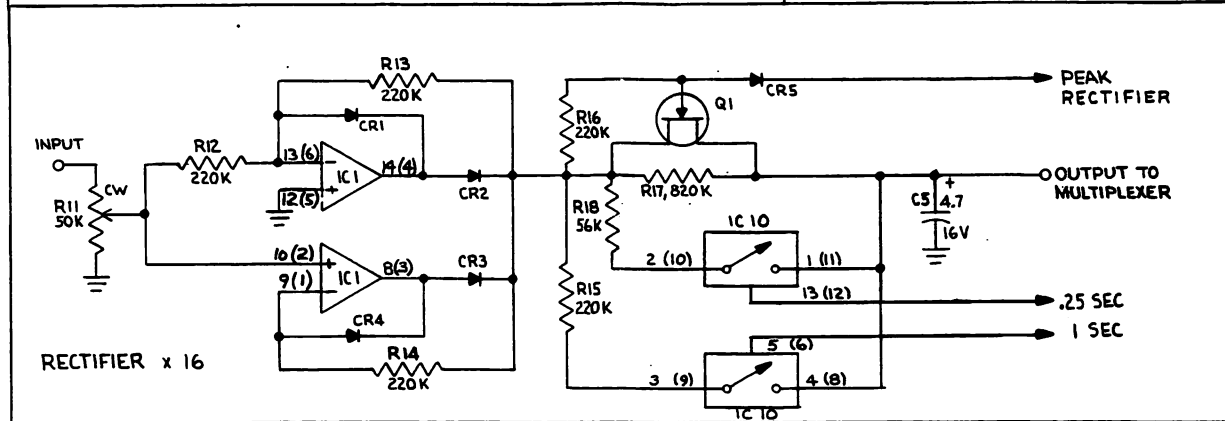 R13
220K
PEAK
RECTIFIER
CR5
Q1
R16
220K
CR1
INPUT
R12
220K
13(6)
-
IC1
14(4)
CR2
+
12(5)
CW
R11
50K
R17, 820K
OUTPUT TO
MULTIPLEXER
C5
+
4.7
16V
R18
56K
IC 10
10(2)
+
IC1
8(3)
CR3
9(1)
-
2 (10)
1 (11)
R15
220K
13 (12)
.25 SEC
CR4
1 SEC
5 (6)
RECTIFIER x 16
R14
220K
3 (9)
4 (8)
IC 10